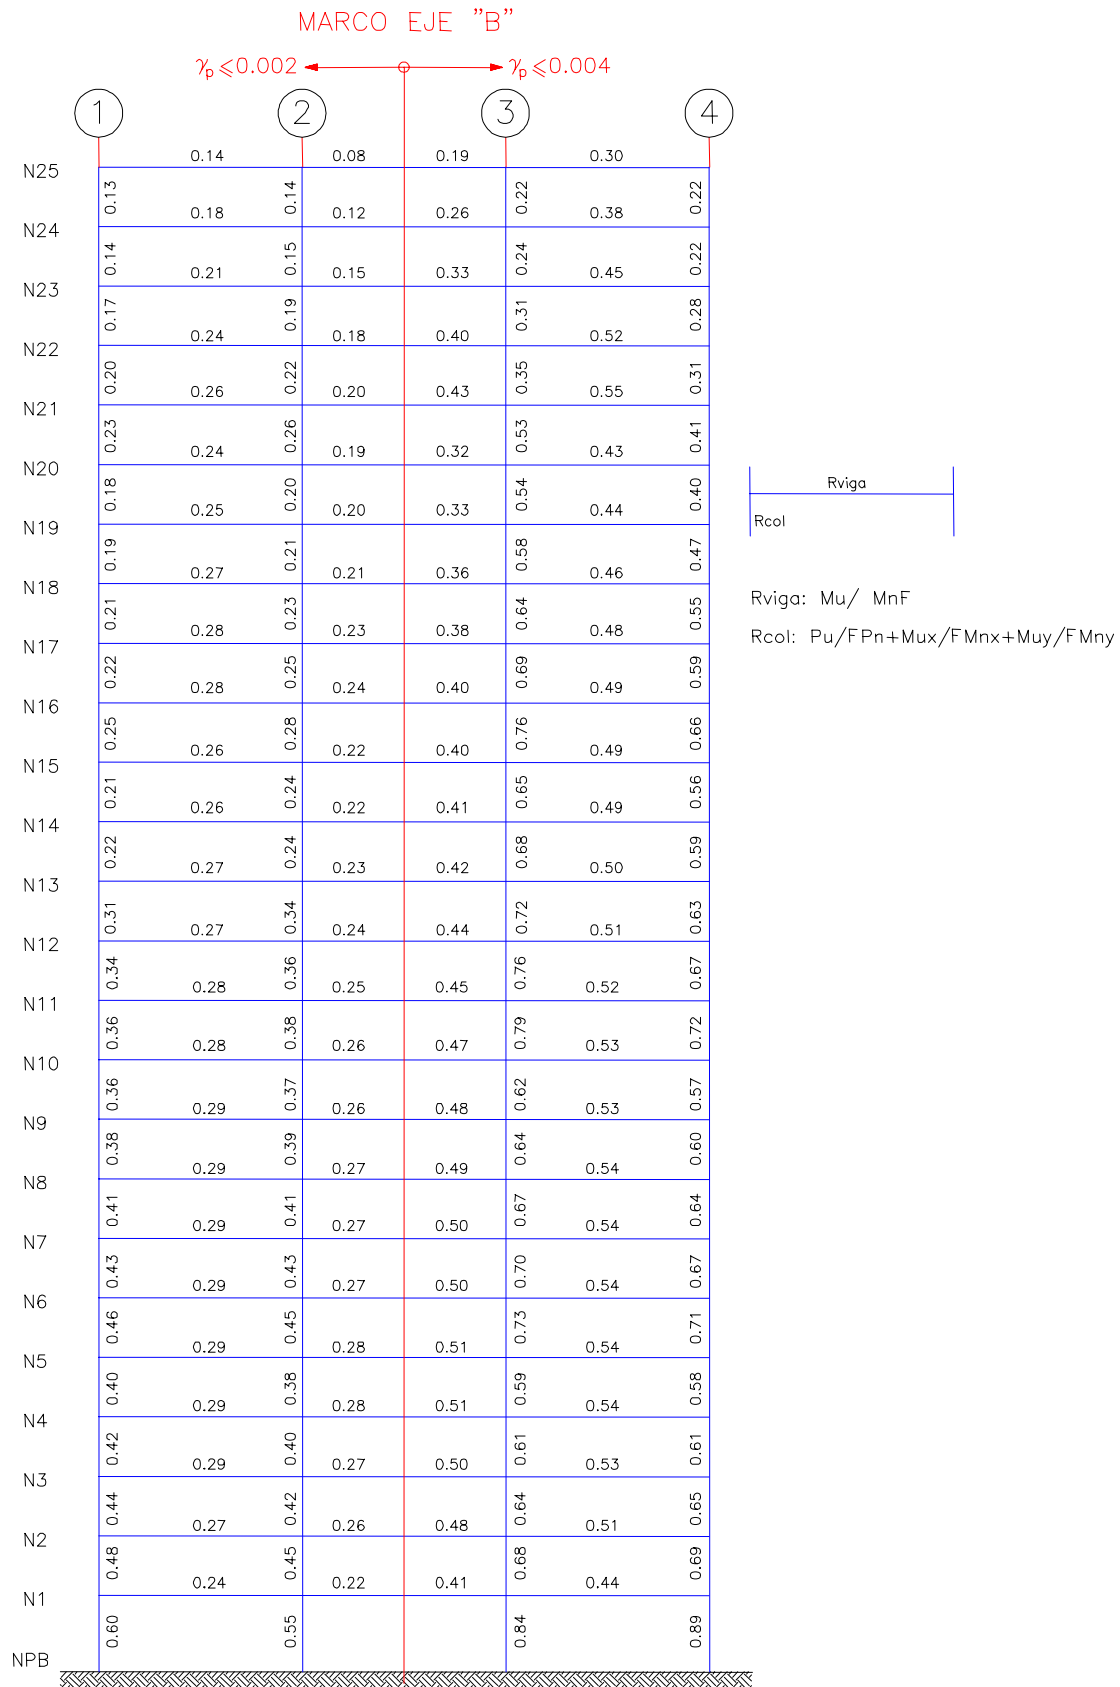 MARCO EJ "B"
γp≤0.002 γp≤0.004
1 2 3 4
0.14 0.08 0.19 0.30
N25
0.13 0.14 0.22 0.22
0.18 0.12 0.26 0.38
N24
0.14 0.15 0.24 0.22
0.21 0.15 0.33 0.45
N23
0.17 0.19 0.31 0.28
0.24 0.18 0.40 0.52
N22
0.20 0.22 0.35 0.31
0.26 0.20 0.43 0.55
N21
0.23 0.26 0.53 0.41
0.24 0.19 0.32 0.43
N20
0.18 0.20 0.54 0.40
0.25 0.20 0.33 0.44
N19
0.19 0.21 0.58 0.47
0.27 0.21 0.36 0.46
N18
0.21 0.23 0.64 0.55
0.28 0.23 0.38 0.48
N17
0.22 0.25 0.69 0.59
0.28 0.24 0.40 0.49
N16
0.25 0.28 0.76 0.66
0.26 0.22 0.40 0.49
N15
0.21 0.24 0.65 0.56
0.26 0.22 0.41 0.49
N14
0.22 0.24 0.68 0.59
0.27 0.23 0.42 0.50
N13
0.31 0.34 0.72 0.63
0.27 0.24 0.44 0.51
N12
0.34 0.36 0.76 0.67
0.28 0.25 0.45 0.52
N11
0.36 0.38 0.79 0.72
0.28 0.26 0.47 0.53
N10
0.36 0.37 0.62 0.57
0.29 0.26 0.48 0.53
N9
0.38 0.39 0.64 0.60
0.29 0.27 0.49 0.54
N8
0.41 0.41 0.67 0.64
0.29 0.27 0.50 0.54
N7
0.43 0.43 0.70 0.67
0.29 0.27 0.50 0.54
N6
0.46 0.45 0.73 0.71
0.29 0.28 0.51 0.54
N5
0.40 0.38 0.59 0.58
0.29 0.28 0.51 0.54
N4
0.42 0.40 0.61 0.61
0.29 0.27 0.50 0.53
N3
0.44 0.42 0.64 0.65
0.27 0.26 0.48 0.51
N2
0.48 0.45 0.68 0.69
0.24 0.22 0.41 0.44
N1
0.60 0.55 0.84 0.89
NPB
Rviga
Rcol
Rviga: Mu/ MnF
Rcol: Pu/FPn+Mux/FMnx+Muy/FMny